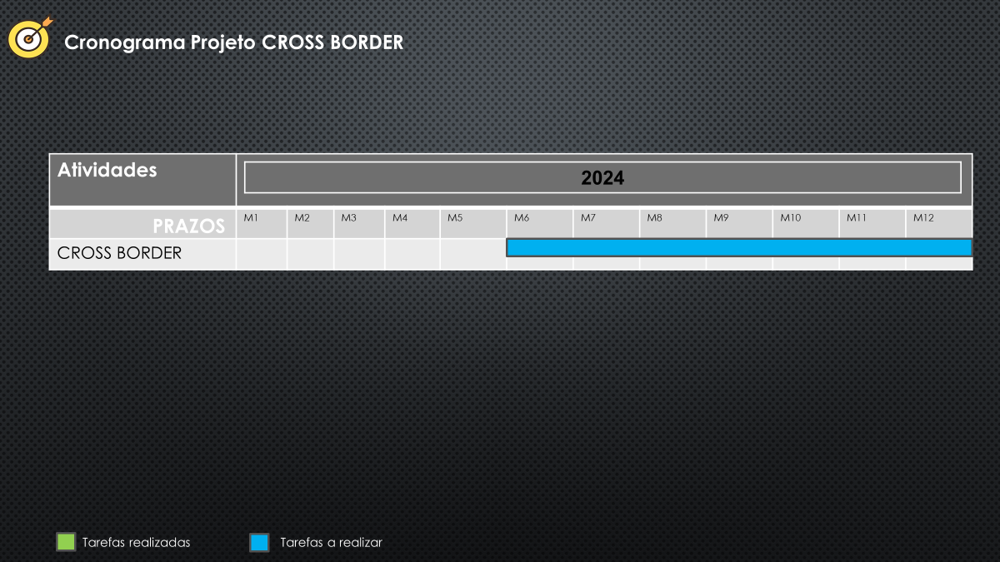 Cronograma Projeto CROSS BORDER
Atividades
2024
PRAZOS
M1 M2 M3 M4 M5 M6 M7 M8 M9 M10 M11 M12
CROSS BORDER
Tarefas realizadas
Tarefas a realizar